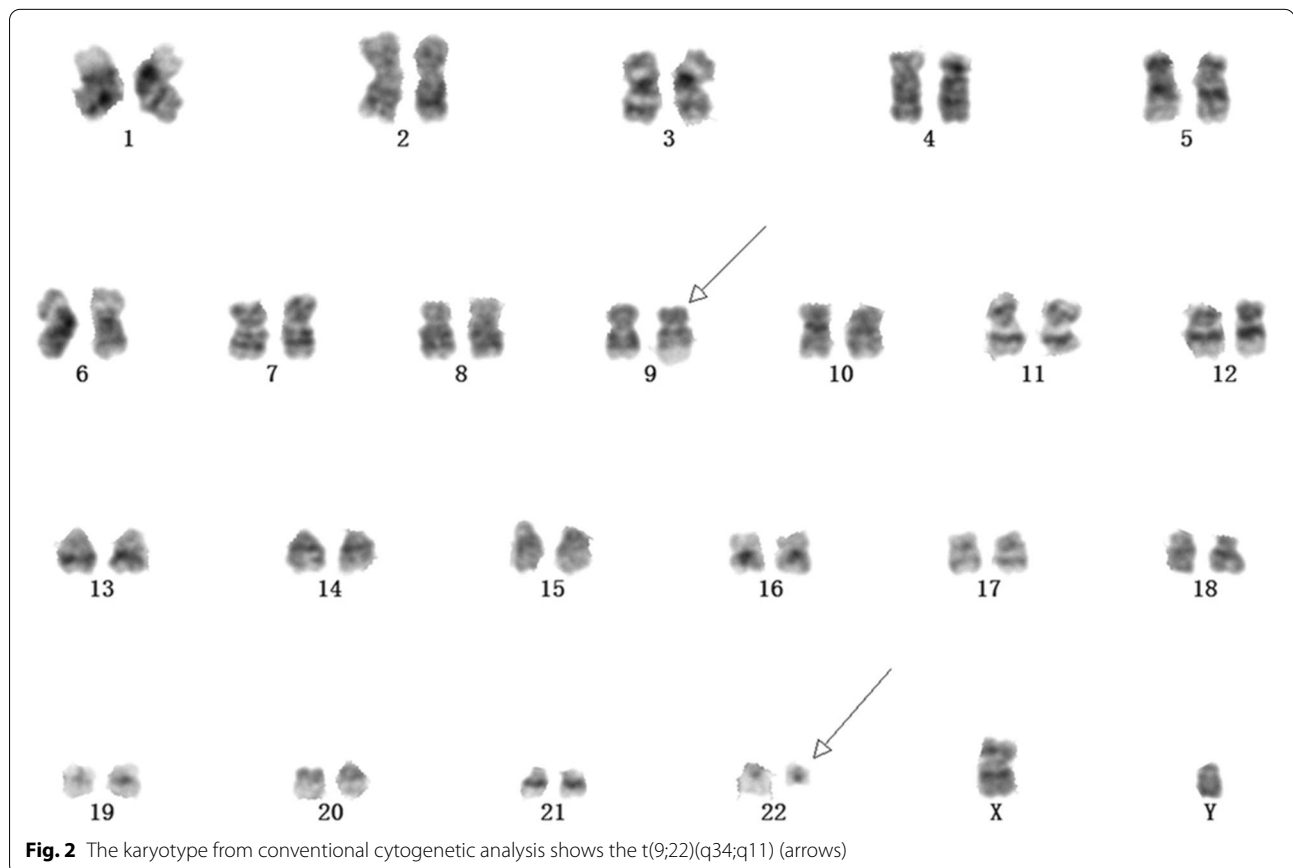 1 2 3 4 5
6 7 8 9 10 11 12
13 14 15 16 17 18
19 20 21 22 X Y
Fig. 2 The karyotype from conventional cytogenetic analysis shows the t(9;22)(q34;q11) (arrows)